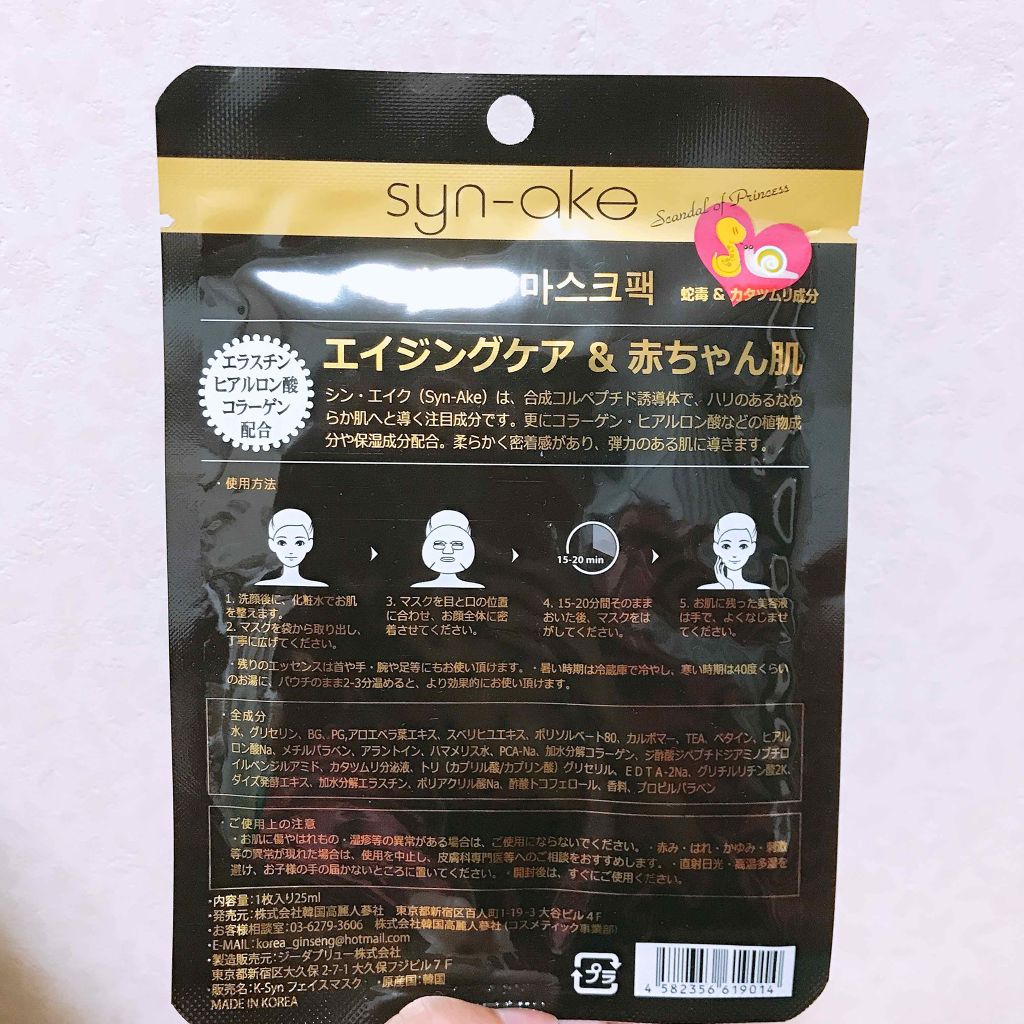 syn-ake
Scandal of Princess
마스크팩
蛇毒 & カタツムリ成分
エラスチン
ヒアルロン酸
コラーゲン
配合
エイジングケア & 赤ちゃん肌
シン・エイク（Syn-Ake）は、合成コルペプチド誘導体で、ハリのあるなめ
らか肌へと導く注目成分です。更にコラーゲン・ヒアルロン酸などの植物成
分や保湿成分配合。柔らかく密着感があり、弾力のある肌に導きます。
・使用方法
15-20 min
1. 洗顔後に、化粧水でお肌
を整えます。
2. マスクを袋から取り出し、
丁寧に広げてください。
3. マスクを目と口の位置
に合わせ、お顔全体に密
着させてください。
4. 15-20分間そのまま
おいた後、マスクをは
がしてください。
5. お肌に残った美容液
は手で、よくなじませ
てください。
・残りのエッセンスは首や手・腕や足等にもお使い頂けます。・暑い時期は冷蔵庫で冷やし、寒い時期は40度くらい
のお湯に、パウチのまま2-3分温めると、より効果的にお使い頂けます。
・全成分
水、グリセリン、BG、PG,アロエベラ葉エキス、スベリヒユエキス、ポリソルベート80、カルボマー、TEA、ベタイン、ヒアル
ロン酸Na、メチルパラベン、アラントイン、ハマメリス水、PCA-Na、加水分解コラーゲン、ジ酢酸ジペプチドジアミノブチロ
イルベンジルアミド、カタツムリ分泌液、トリ（カプリル酸/カプリン酸）グリセリル、EDTA-2Na、グリチルリチン酸2K、
ダイズ発酵エキス、加水分解エラスチン、ポリアクリル酸Na、酢酸トコフェロール、香料、プロピルパラベン
・ご使用上の注意
・お肌に傷やはれもの・湿疹等の異常がある場合は、ご使用にならないでください。・赤み・はれ・かゆみ・刺激
等の異常が現れた場合は、使用を中止し、皮膚科専門医等へのご相談をおすすめします。・直射日光・高温多湿を
避け、お子様の手の届かないところに置いてください。・開封後は、すぐにご使用ください。
・内容量：1枚入り25ml
・発売元：株式会社韓国高麗人蔘社　東京都新宿区百人町1-19-3 大谷ビル４F
・お客様相談室：03-6279-3606　株式会社韓国高麗人蔘社（コスメティック事業部）
・E-MAIL：korea_ginseng@hotmail.com
・製造販売元：ジーダブリュー株式会社
東京都新宿区大久保 2-7-1 大久保フジビル７F
・販売名：K-Syn フェイスマスク　・原産国：韓国
MADE IN KOREA
プラ
4 582356 619014